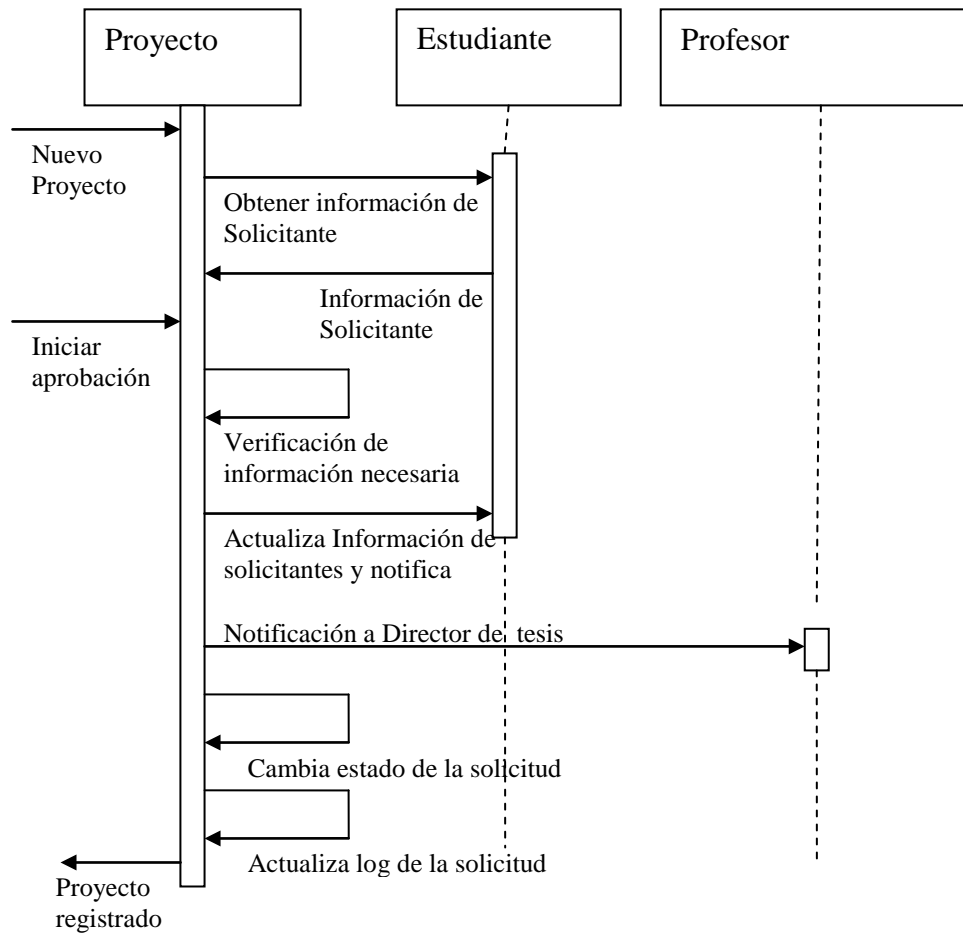 Proyecto
Estudiante
Profesor
Nuevo
Proyecto
Obtener información de
Solicitante
Información de
Solicitante
Iniciar
aprobación
Verificación de
información necesaria
Actualiza Información de
solicitantes y notifica
Notificación a Director de tesis
Cambia estado de la solicitud
Actualiza log de la solicitud
Proyecto
registrado